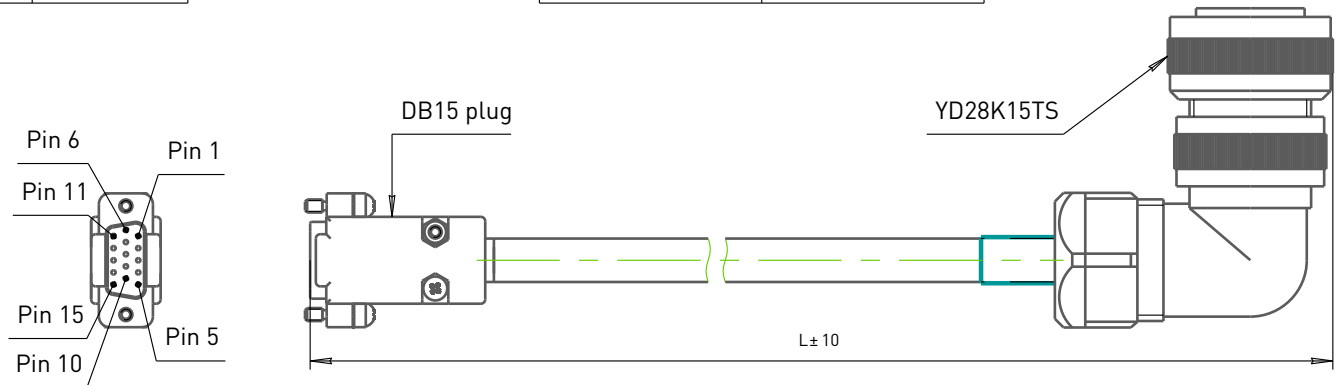 DB15 plug
YD28K15TS
Pin 6
Pin 1
Pin 11
Pin 15
Pin 5
Pin 10
L± 10